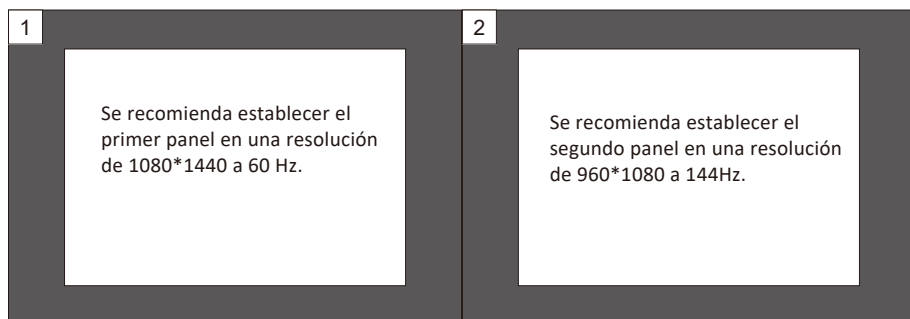 1
Se recomienda establecer el
primer panel en una resolución
de 1080*1440 a 60 Hz.
2
Se recomienda establecer el
segundo panel en una resolución
de 960*1080 a 144Hz.